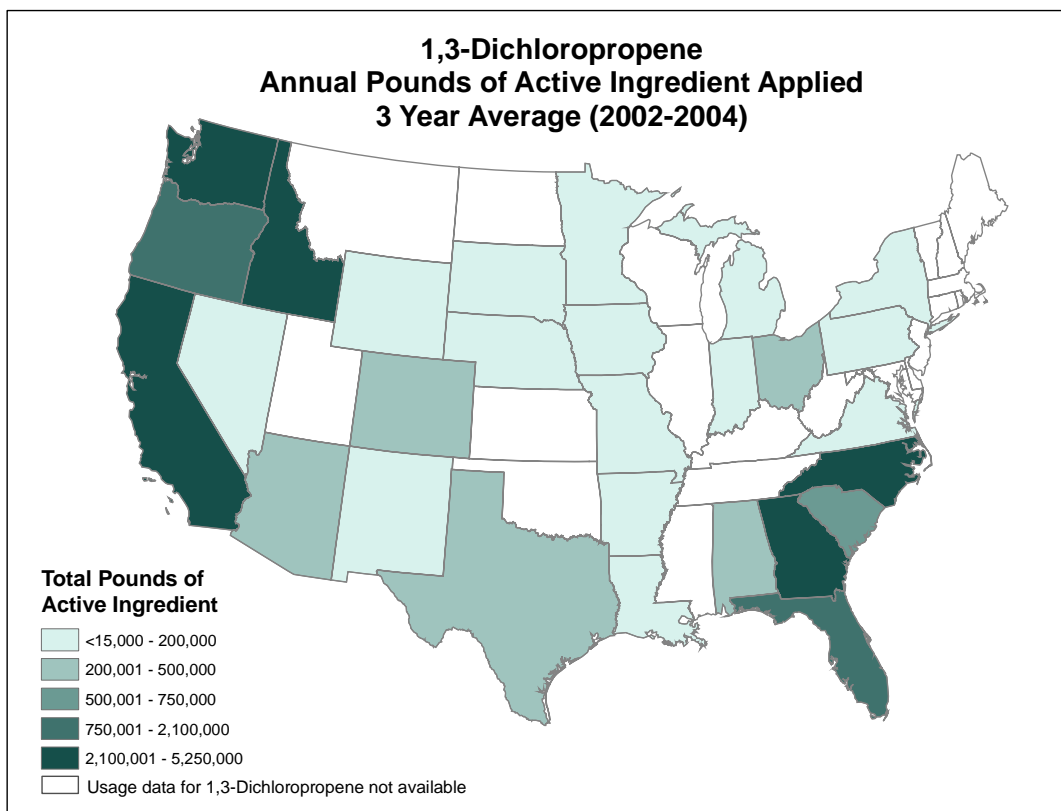 1,3-Dichloropropene
Annual Pounds of Active Ingredient Applied
3 Year Average (2002-2004)
Total Pounds of
Active Ingredient
<15,000 - 200,000
200,001 - 500,000
500,001 - 750,000
750,001 - 2,100,000
2,100,001 - 5,250,000
Usage data for 1,3-Dichloropropene not available